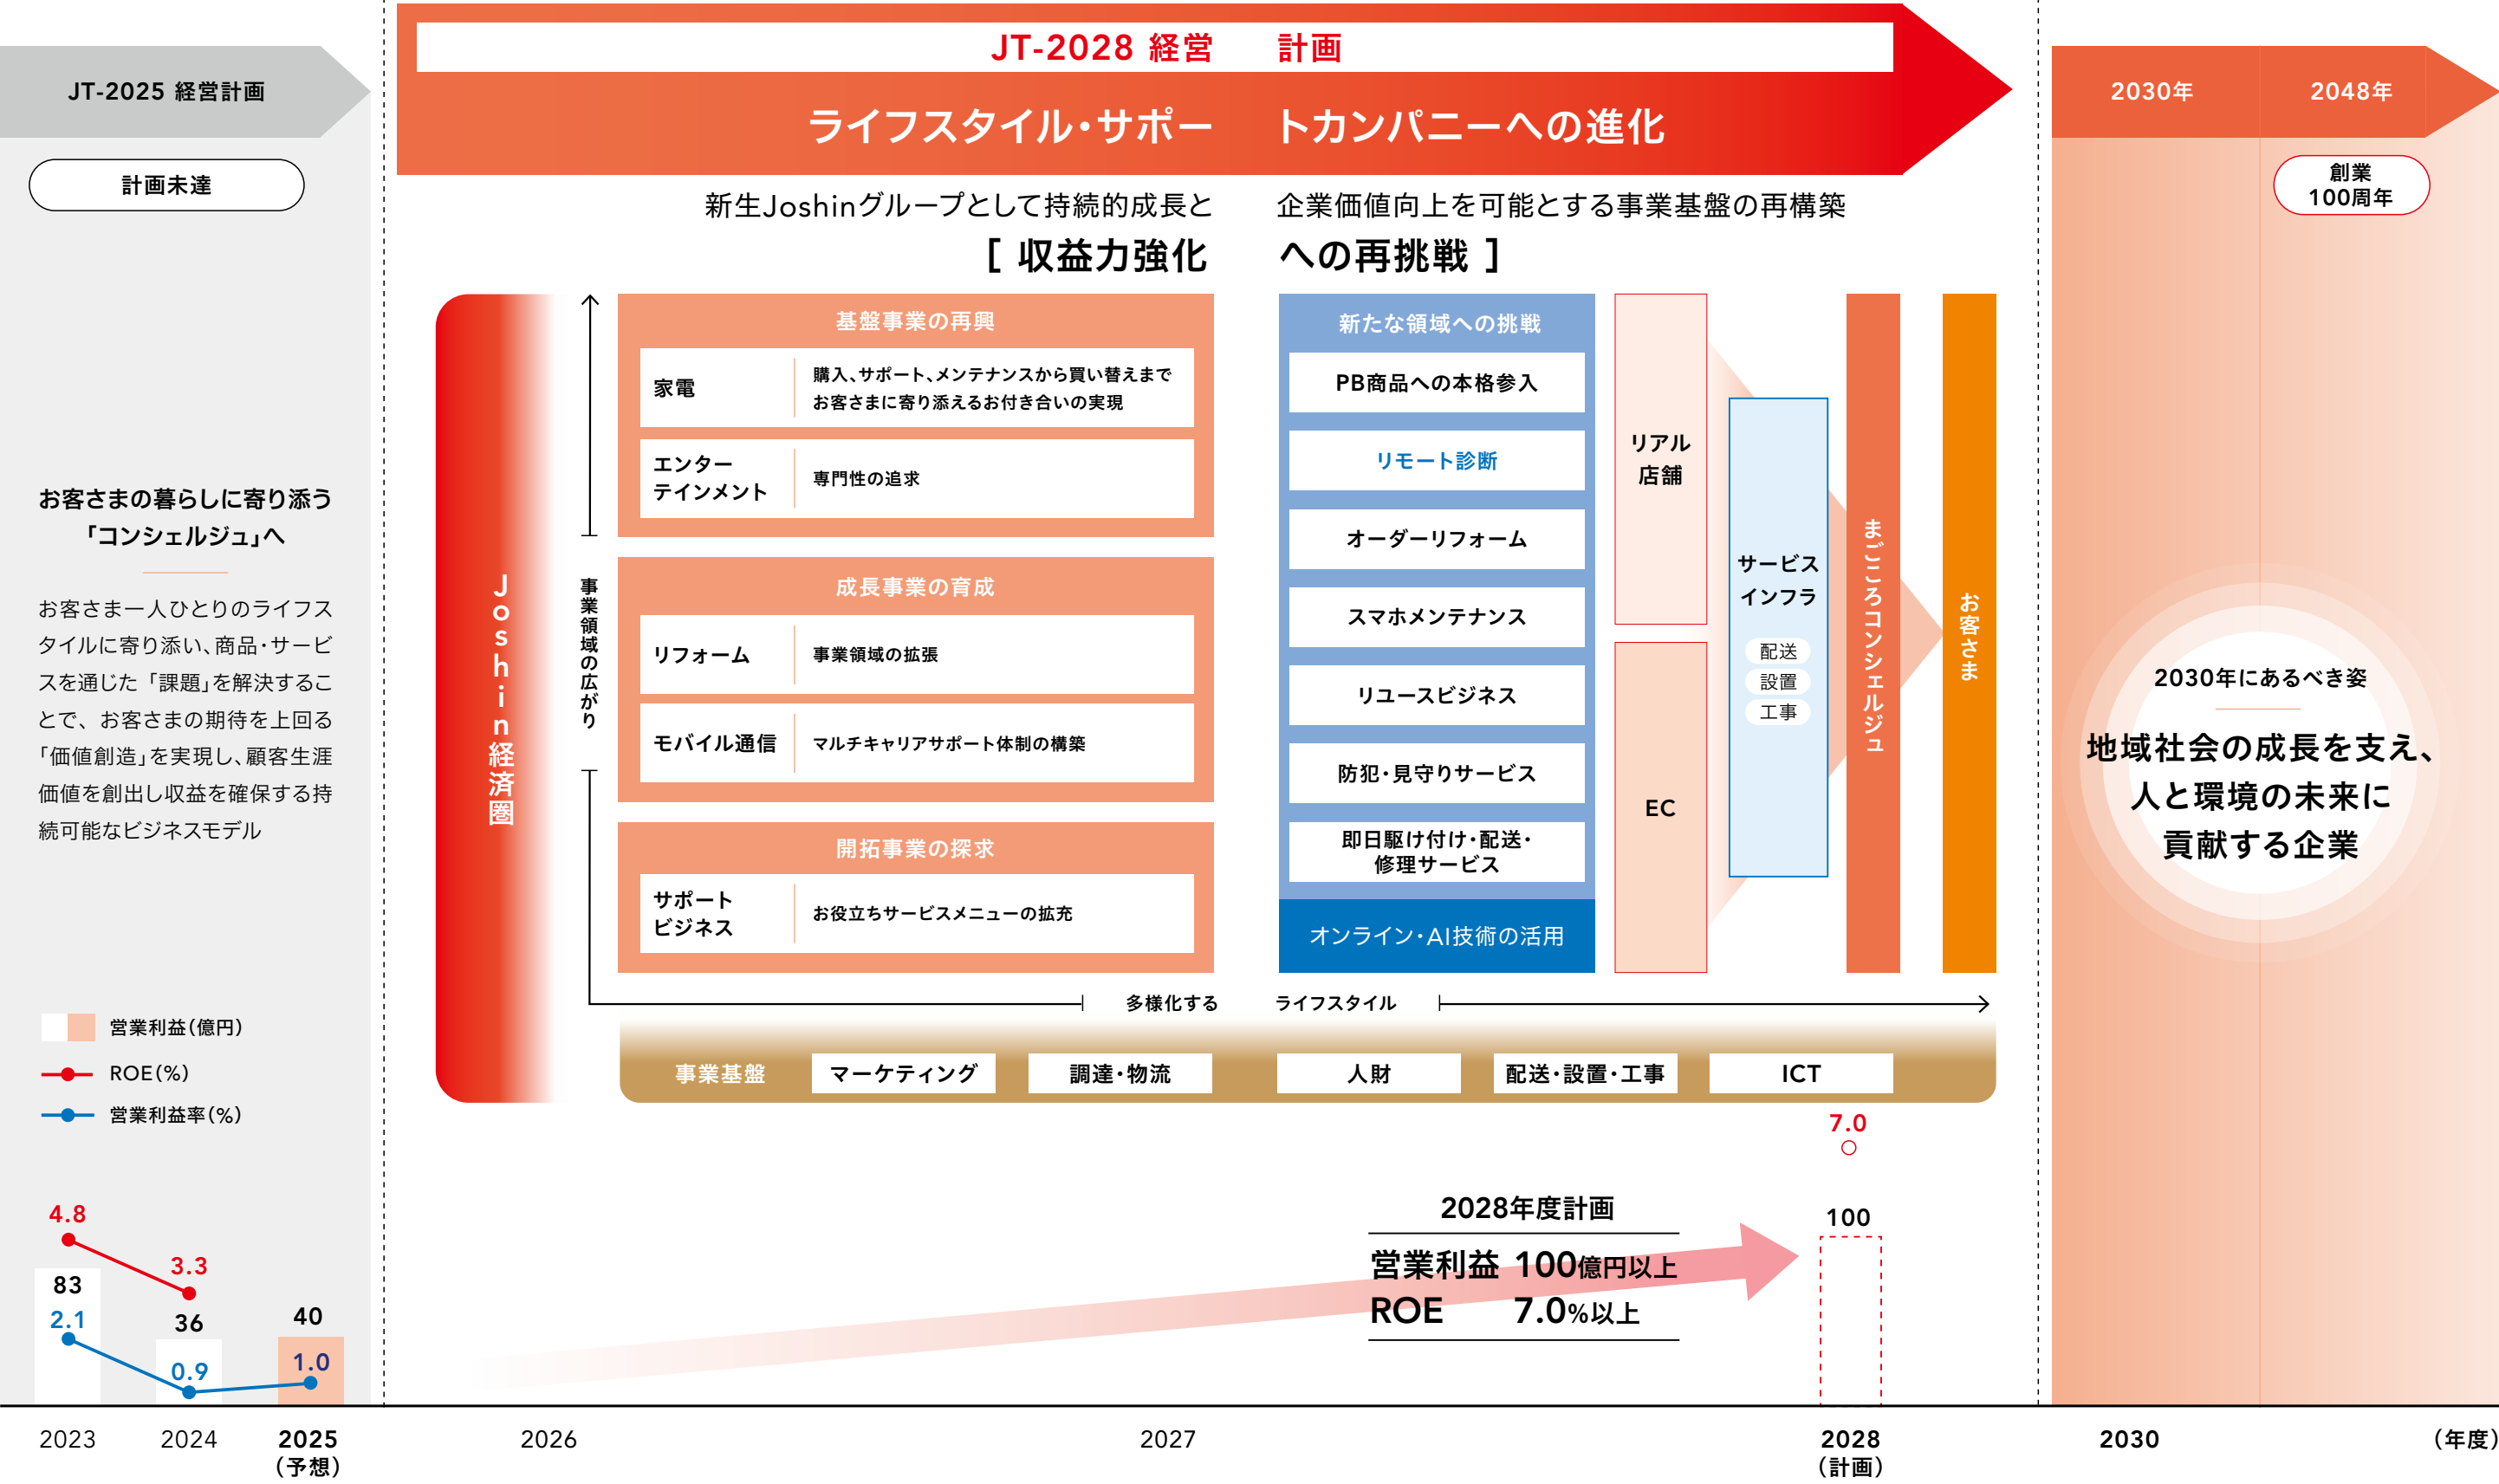 JT-2025 経営計画
計画未達
お客さまの暮らしに寄り添う
「コンシェルジュ」へ
お客さま一人ひとりのライフス
タイルに寄り添い、商品・サービ
スを通じた「課題」を解決するこ
とで、お客さまの期待を上回る
「価値創造」を実現し、顧客生涯
価値を創出し収益を確保する持
続可能なビジネスモデル
営業利益(億円)
ROE(%)
営業利益率(%)
4.8
83
2.1
3.3
36
0.9
40
1.0
JT-2028 経営 計画
ライフスタイル・サポー トカンパニーへの進化
新生Joshinグループとして持続的成長と 企業価値向上を可能とする事業基盤の再構築
[ 収益力強化 への再挑戦 ]
Joshin経済圏
事業領域の広がり
基盤事業の再興
家電
購入、サポート、メンテナンスから買い替えまで
お客さまに寄り添えるお付き合いの実現
エンター
テインメント
専門性の追求
成長事業の育成
リフォーム
事業領域の拡張
モバイル通信
マルチキャリアサポート体制の構築
開拓事業の探求
サポート
ビジネス
お役立ちサービスメニューの拡充
新たな領域への挑戦
PB商品への本格参入
リモート診断
オーダーリフォーム
スマホメンテナンス
リユースビジネス
防犯・見守りサービス
即日駆け付け・配送・
修理サービス
オンライン・AI技術の活用
リアル
店舗
EC
サービス
インフラ
配送
設置
工事
まごころコンシェルジュ
お客さま
多様化する ライフスタイル
事業基盤
マーケティング
調達・物流
人財
配送・設置・工事
ICT
7.0
100
2028年度計画
営業利益 100億円以上
ROE 7.0%以上
2030年
2048年
創業
100周年
2030年にあるべき姿
地域社会の成長を支え、
人と環境の未来に
貢献する企業
2023
2024
2025
(予想)
2026
2027
2028
(計画)
2030
(年度)